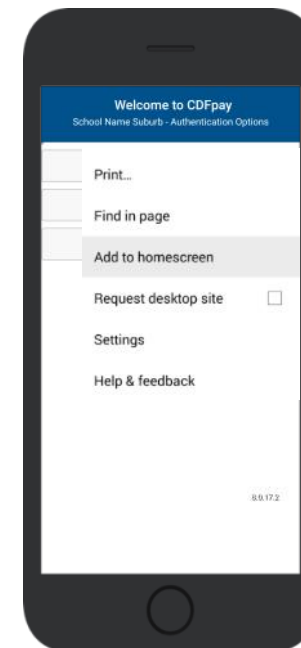 Welcome to CDFpay
School Name Suburb - Authentication Options
Print...
Find in page
Add to homescreen
Request desktop site
Settings
Help & feedback
8.9.17.2